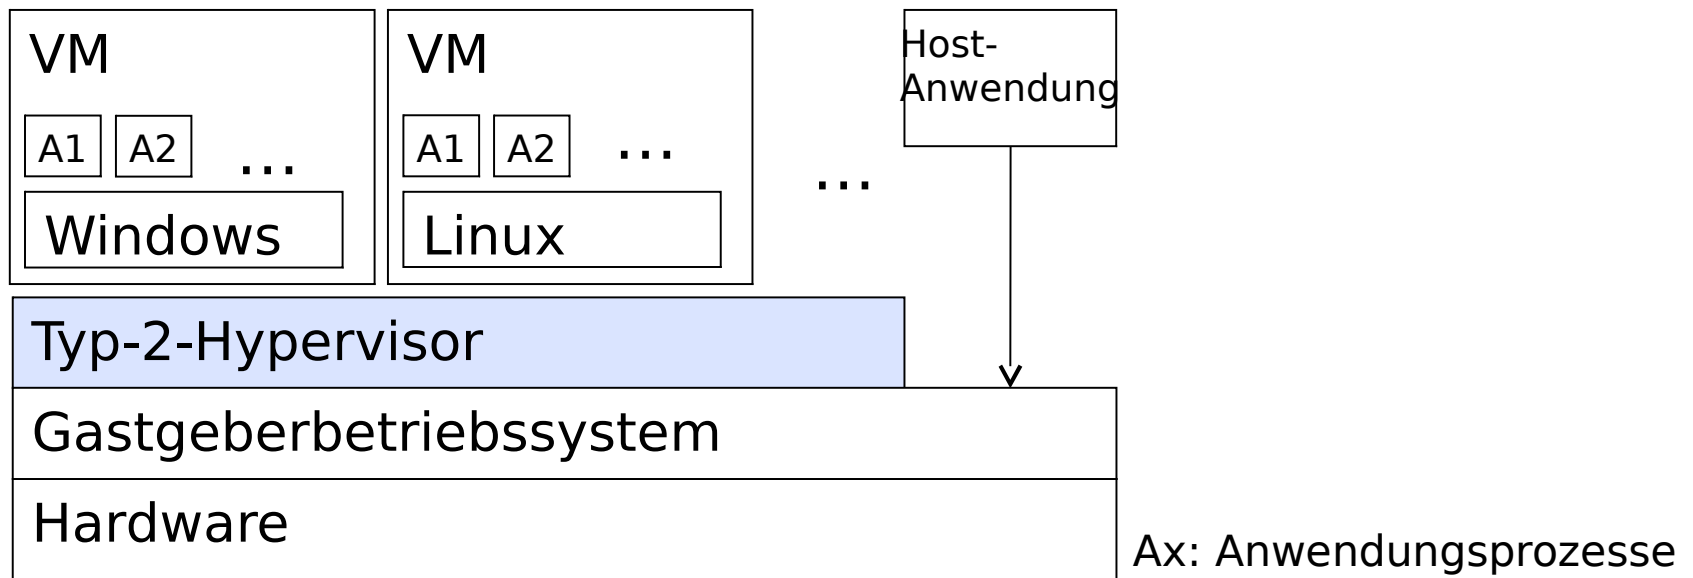 VM
A1 A2 ...
Windows
VM
A1 A2 ...
Linux
...
Host-
Anwendung
Typ-2-Hypervisor
Gastgeberbetriebssystem
Hardware
Ax: Anwendungsprozesse